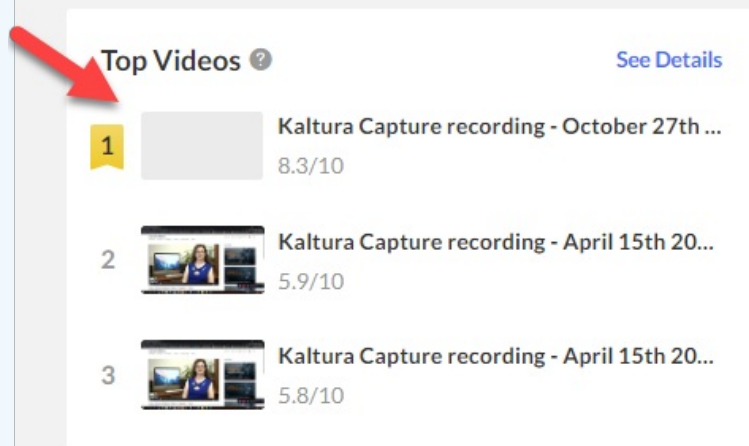 Top Videos ?
See Details
1
Kaltura Capture recording - October 27th ...
8.3/10
2
Kaltura Capture recording - April 15th 20...
5.9/10
3
Kaltura Capture recording - April 15th 20...
5.8/10